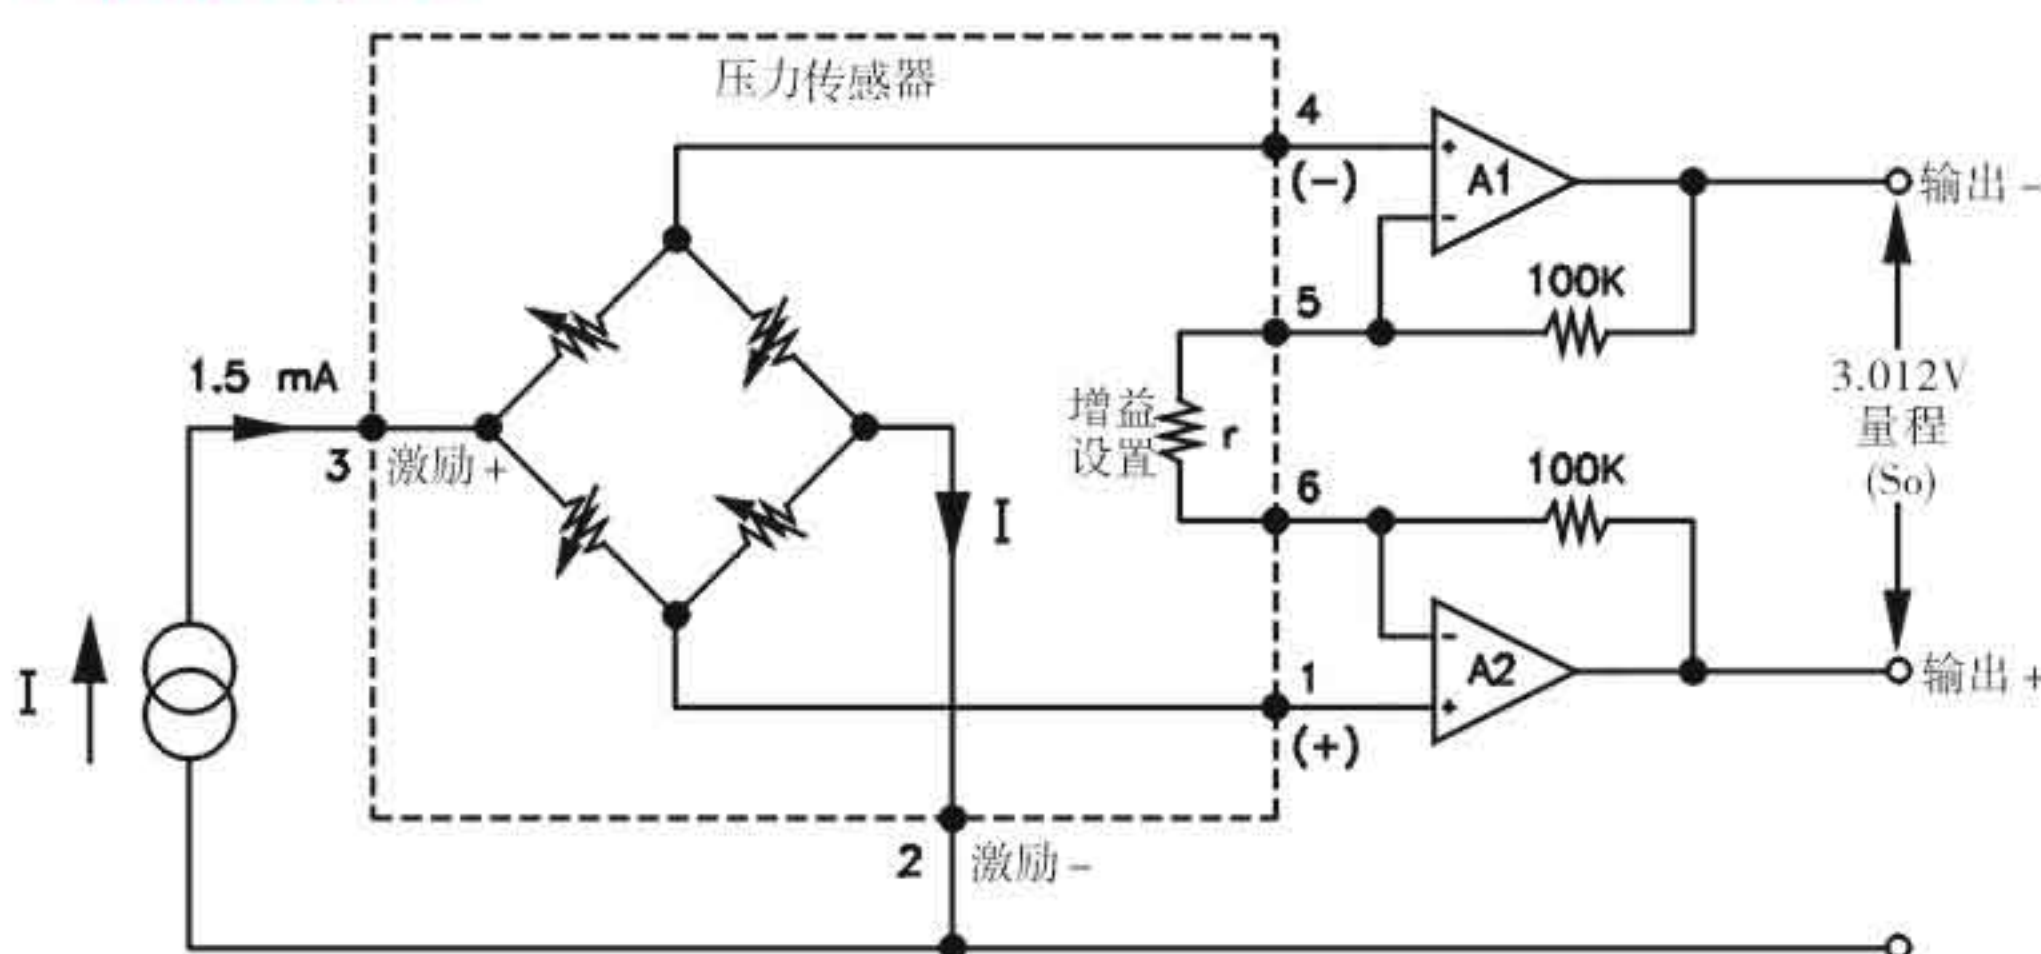 压力传感器
4
(-)
+
A1
-
输出 -
5
100K
1.5 mA
3
激励 +
增益
设置
r
3.012V
量程
(So)
I
6
100K
-
A2
+
1
(+)
输出 +
I
2
激励 -